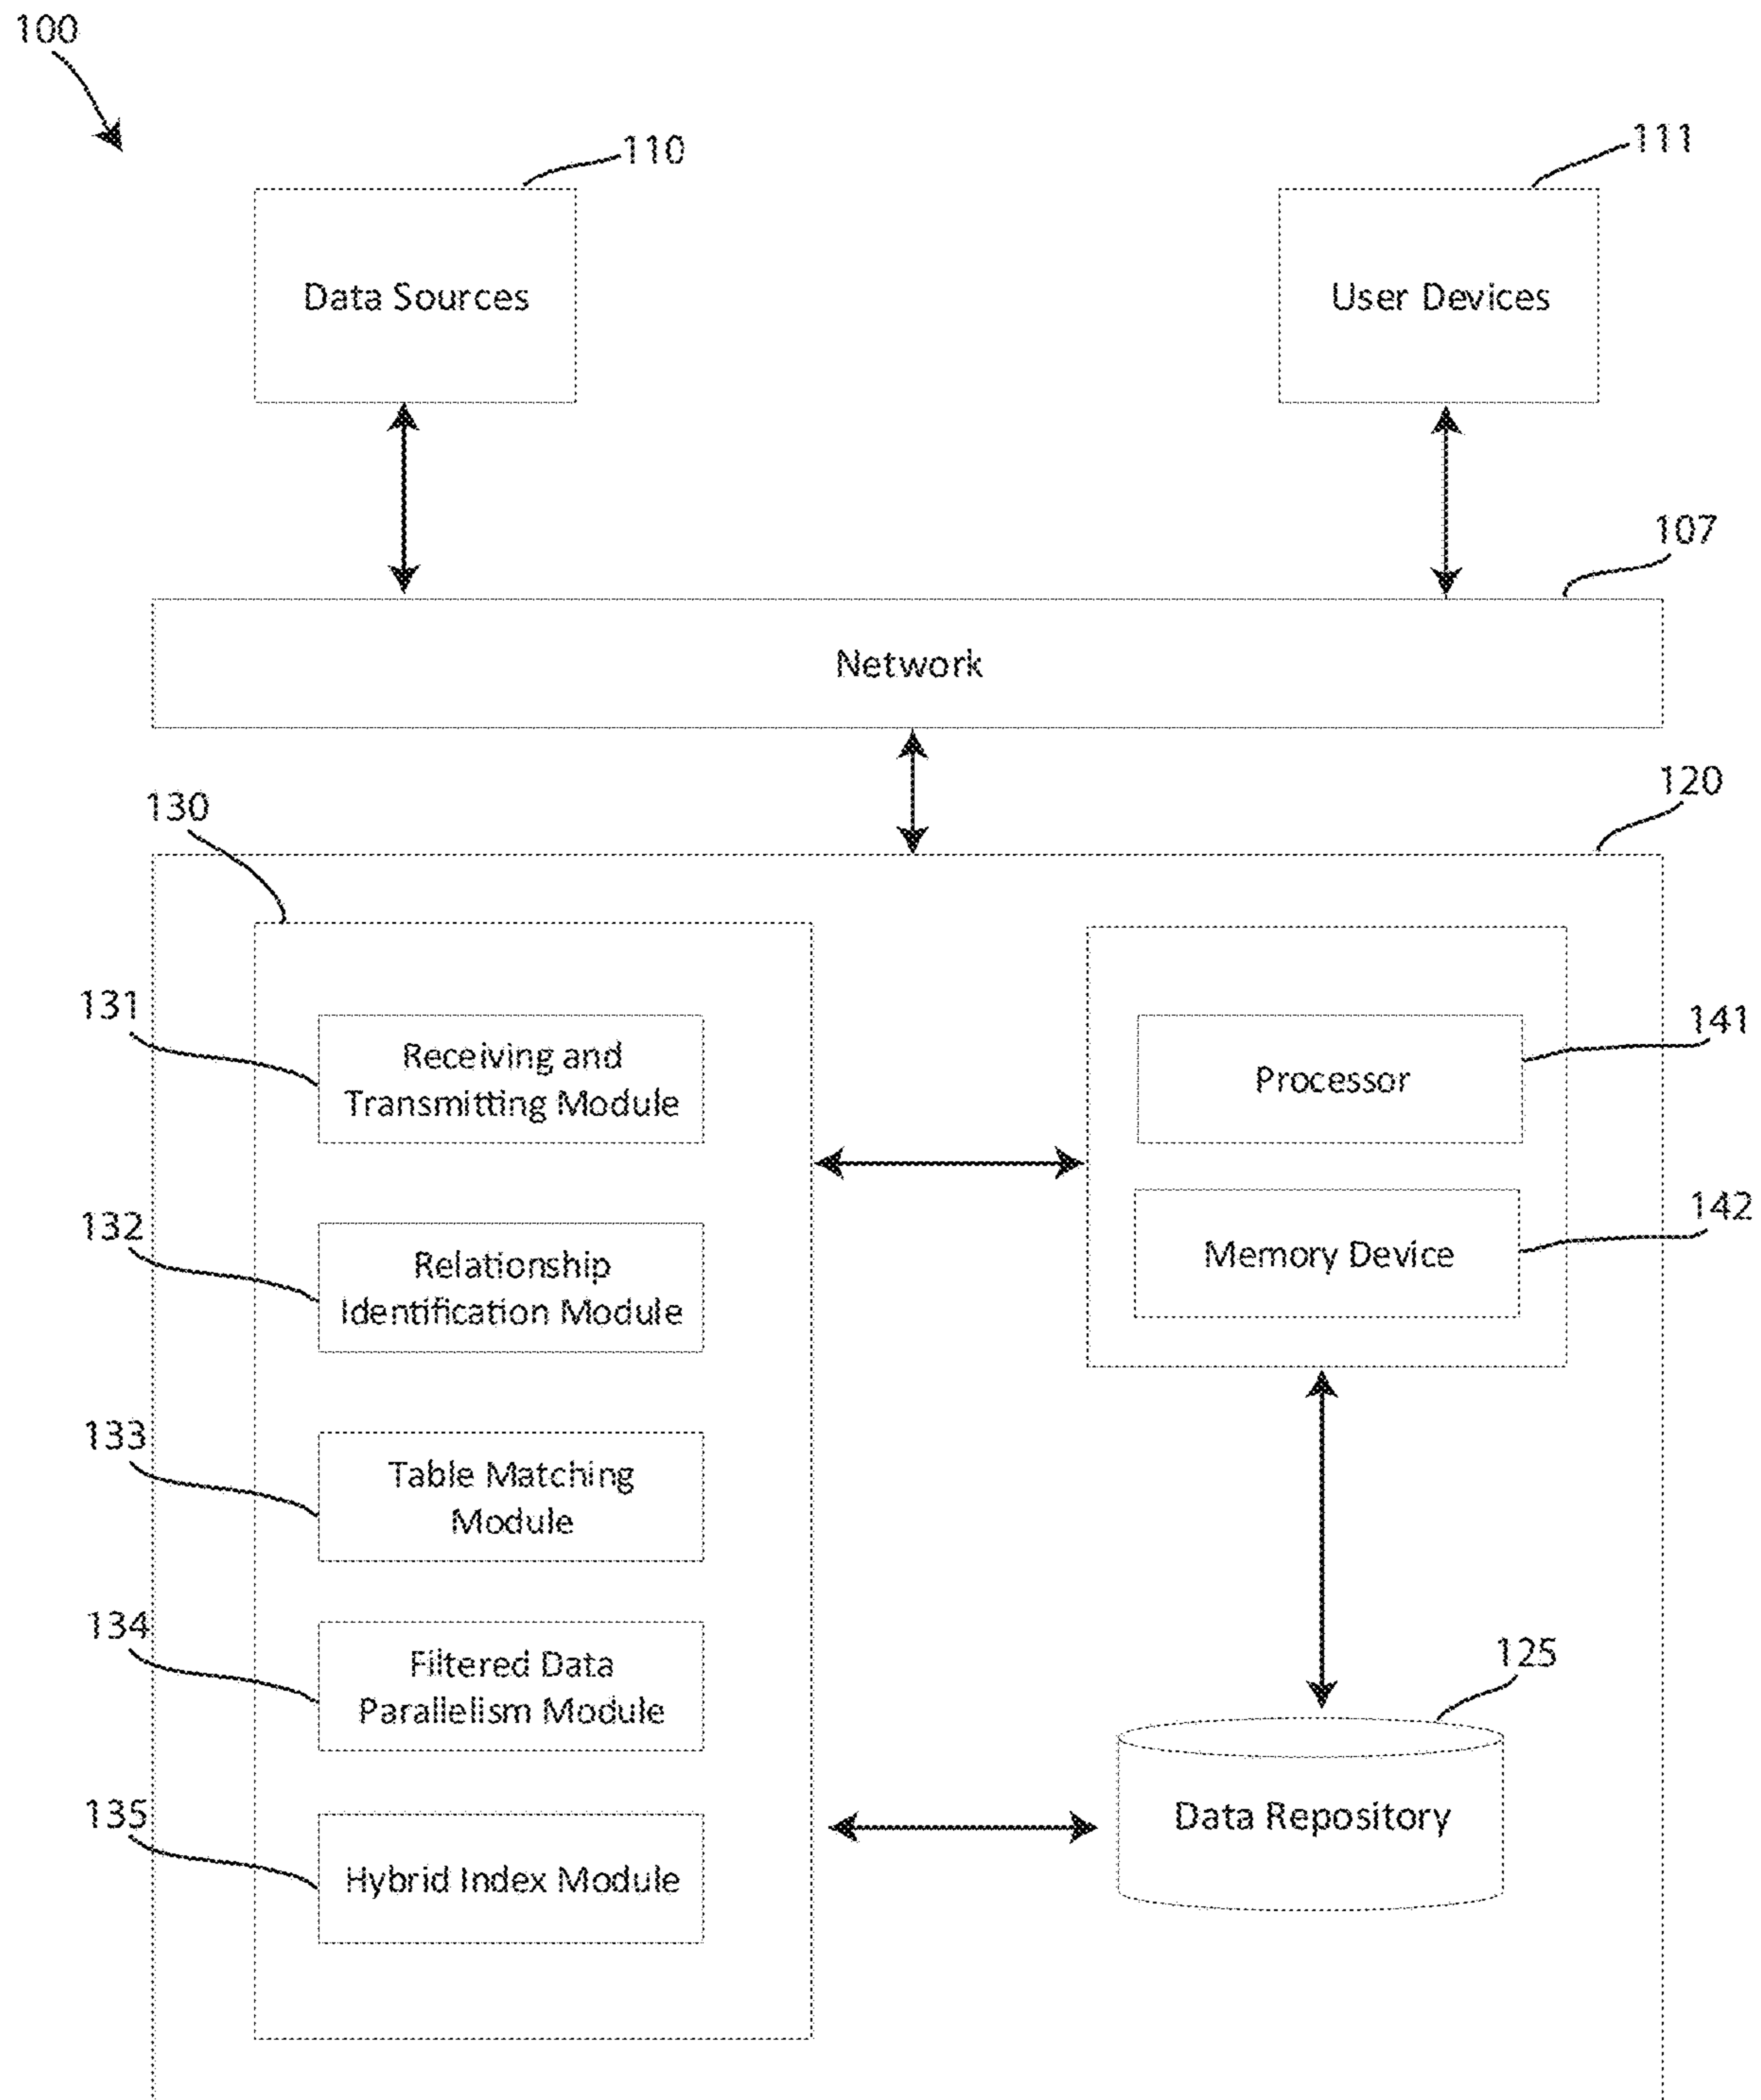 100
110
111
Data Sources
User Devices
107
Network
120
130
131
Receiving and
Transmitting Module
141
Processor
132
Relationship
Identification Module
142
Memory Device
133
Table Matching
Module
134
Filtered Data
Parallelism Module
125
Data Repository
135
Hybrid Index Module